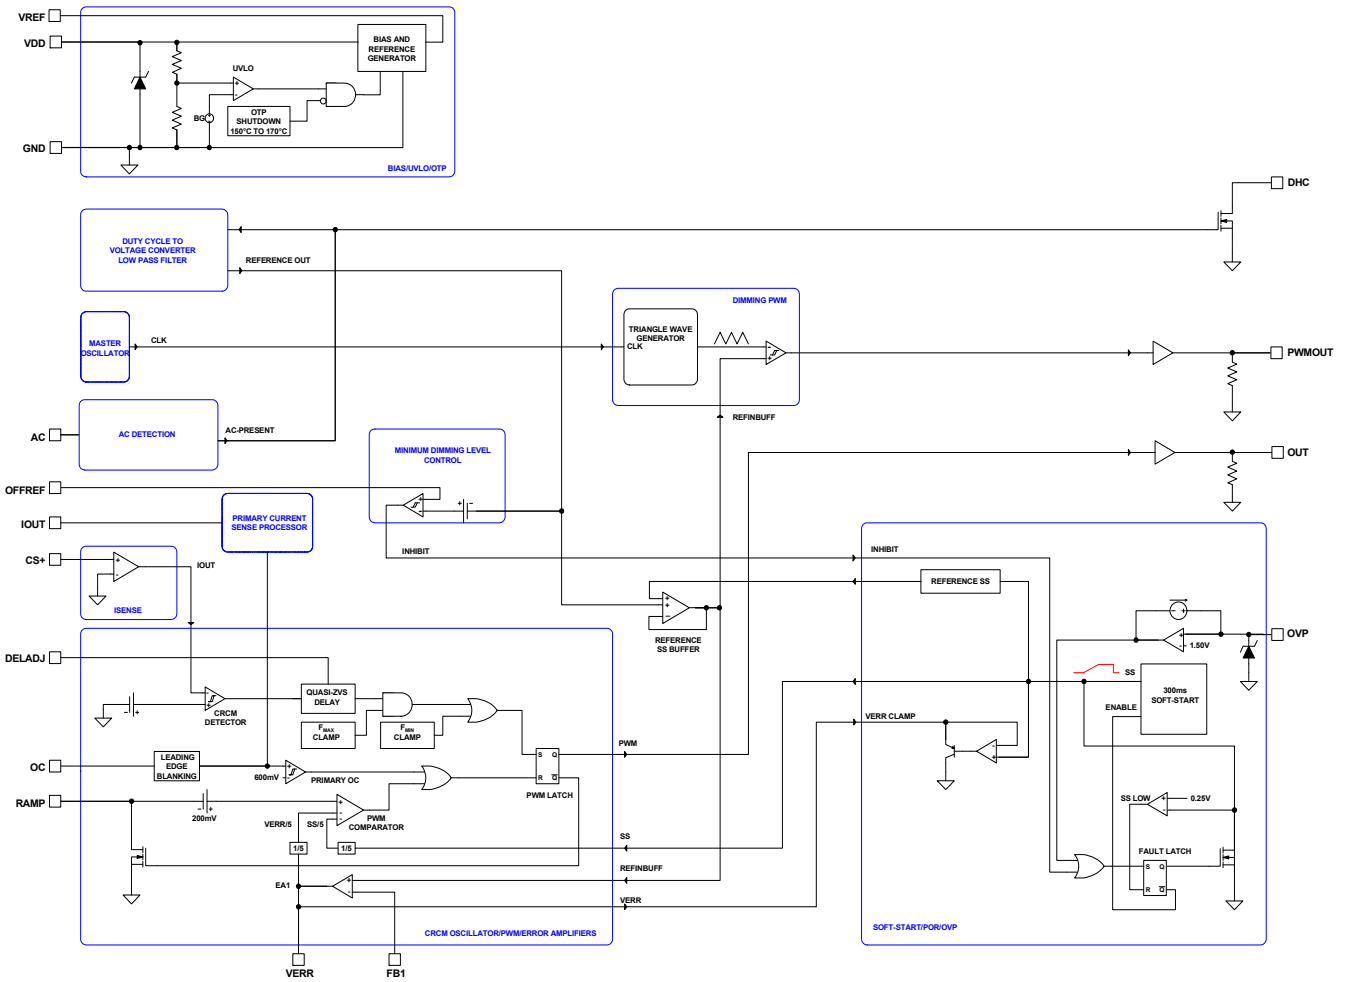 VREF
VDD
GND
BIAS AND
REFERENCE
GENERATOR
UVLO
+
-
BG
OTP
SHUTDOWN
150°C TO 170°C
BIAS/UVLO/OTP
DHC
DUTY CYCLE TO
VOLTAGE CONVERTER
LOW PASS FILTER
REFERENCE OUT
MASTER
OSCILLATOR
CLK
DIMMING PWM
TRIANGLE WAVE
GENERATOR
CLK
-
+
PWMOUT
REFINBUFF
AC
AC DETECTION
AC-PRESENT
MINIMUM DIMMING LEVEL
CONTROL
+
-
+ -
OUT
OFFREF
IOUT
PRIMARY CURRENT
SENSE PROCESSOR
CS+
+
-
IOUT
ISENSE
INHIBIT
INHIBIT
REFERENCE SS
+
+
-
REFERENCE
SS BUFFER
- +
+
- 1.50V
OVP
SS
300ms
SOFT-START
ENABLE
DELADJ
- +
-
+
CRCM
DETECTOR
QUASI-ZVS
DELAY
FMAX
CLAMP
FMIN
CLAMP
VERR CLAMP
-
+
PWM
OC
LEADING
EDGE
BLANKING
600mV
+
-
PRIMARY OC
S Q
R Q
PWM LATCH
RAMP
- +
200mV
+
-
-
PWM
COMPARATOR
VERR/5
SS/5
1/5
1/5
SS
SS LOW
+
-
0.25V
FAULT LATCH
S Q
R Q
REFINBUFF
EA1
+
-
VERR
CRCM OSCILLATOR/PWM/ERROR AMPLIFIERS
SOFT-START/POR/OVP
VERR
FB1